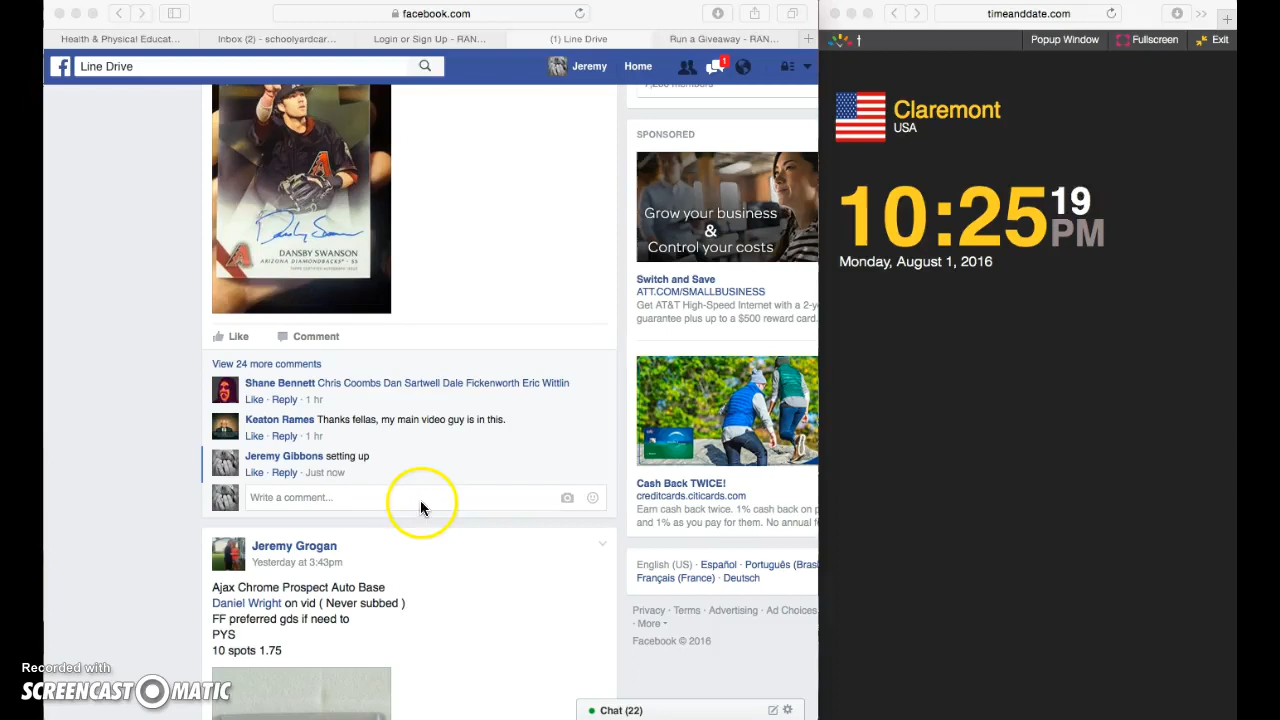 facebook.com
timeanddate.com
Health & Physical Educat...
Inbox (2) - schoolyardcar...
Login or Sign Up - RAN...
(1) Line Drive
Run a Giveaway - RAN...
Popup Window
Fullscreen
Exit
Line Drive
Jeremy
Home
1
SPONSORED
Grow your business
&
Control your costs
Switch and Save
ATT.COM/SMALLBUSINESS
Get AT&T High-Speed Internet with a 2-y
guarantee plus up to a $500 reward card.
Cash Back TWICE!
creditcards.citicards.com
Earn cash back twice. 1% cash back on p
and 1% as you pay for them. No annual f
English (US) · Español · Português (Bras
Français (France) · Deutsch
Privacy · Terms · Advertising · Ad Choices
· More
Facebook © 2016
Chat (22)
DANSBY SWANSON
ARIZONA DIAMONDBACKS - SS
Like
Comment
View 24 more comments
Shane Bennett Chris Coombs Dan Sartwell Dale Fickenworth Eric Wittlin
Like · Reply · 1 hr
Keaton Rames Thanks fellas, my main video guy is in this.
Like · Reply · 1 hr
Jeremy Gibbons setting up
Like · Reply · Just now
Write a comment...
Jeremy Grogan
Yesterday at 3:43pm
Ajax Chrome Prospect Auto Base
Daniel Wright on vid ( Never subbed )
FF preferred gds if need to
PYS
10 spots 1.75
Claremont
USA
10:25 19 PM
Monday, August 1, 2016
Recorded with
SCREENCAST-O-MATIC